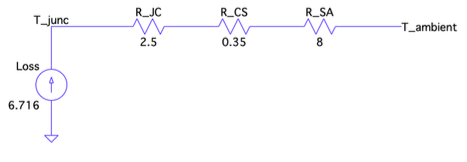 T_junc
R_JC
R_CS
R_SA
T_ambient
2.5
0.35
8
Loss
6.716